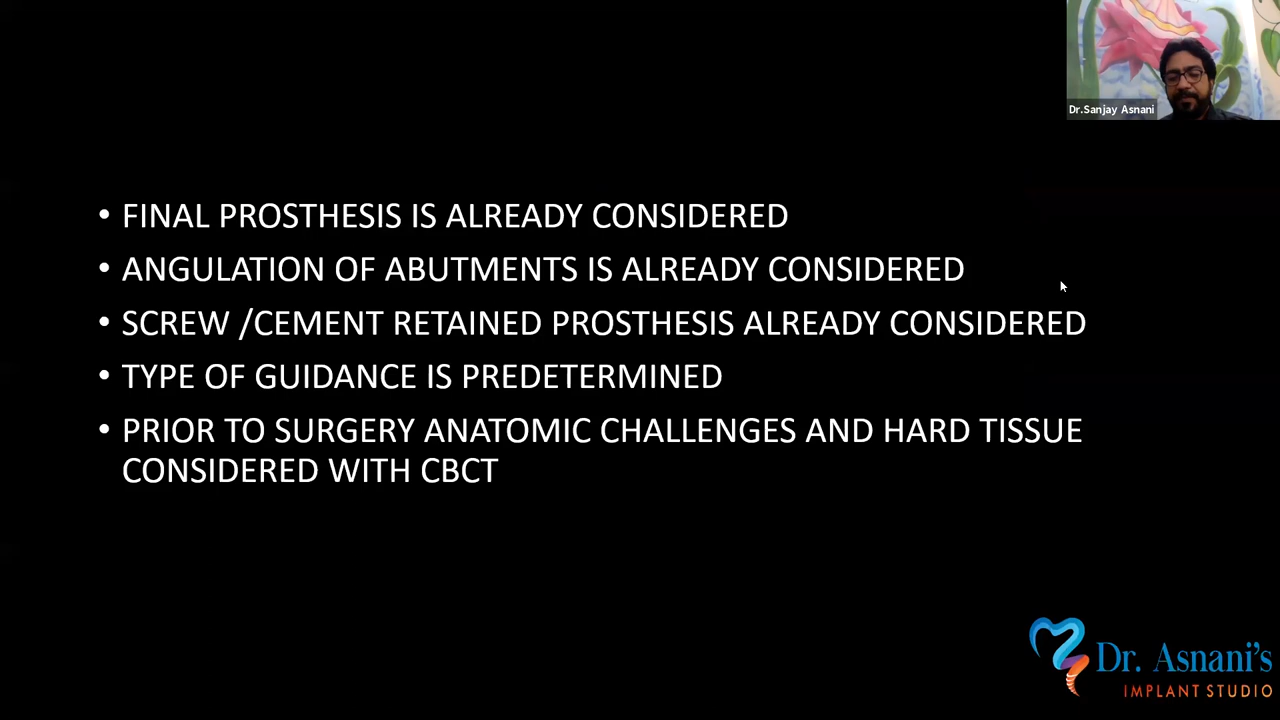 Dr.Sanjay Asnani
• FINAL PROSTHESIS IS ALREADY CONSIDERED
• ANGULATION OF ABUTMENTS IS ALREADY CONSIDERED
• SCREW /CEMENT RETAINED PROSTHESIS ALREADY CONSIDERED
• TYPE OF GUIDANCE IS PREDETERMINED
• PRIOR TO SURGERY ANATOMIC CHALLENGES AND HARD TISSUE
CONSIDERED WITH CBCT
Dr. Asnani's
IMPLANT STUDIO